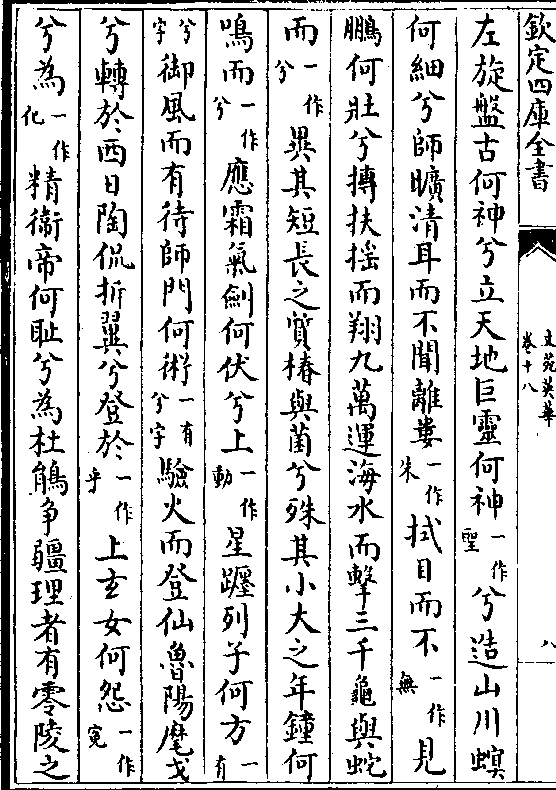 欽定四庫全書
文苑英華
卷十八
八
左旋盤古何神兮立天地巨靈何神一作聖兮造山川螟
何細兮師曠清耳而不聞離婁一作朱拭目而不一作無見
鵬何壯兮摶扶搖而翔九萬運海水而擊三千龜與蛇
而一作兮異其短長之質椿與菌兮殊其小大之年鐘何
鳴而一作兮應霜氣劍何伏兮上一作動星躔列子何方一有
兮字御風而有待師門何術一有兮字驗火而登仙魯陽麾戈
兮轉於西日陶侃折翼兮登於一作乎上玄女何怨一作寃
兮為一作化精衛帝何恥兮為杜鵑争疆理者有零陵之